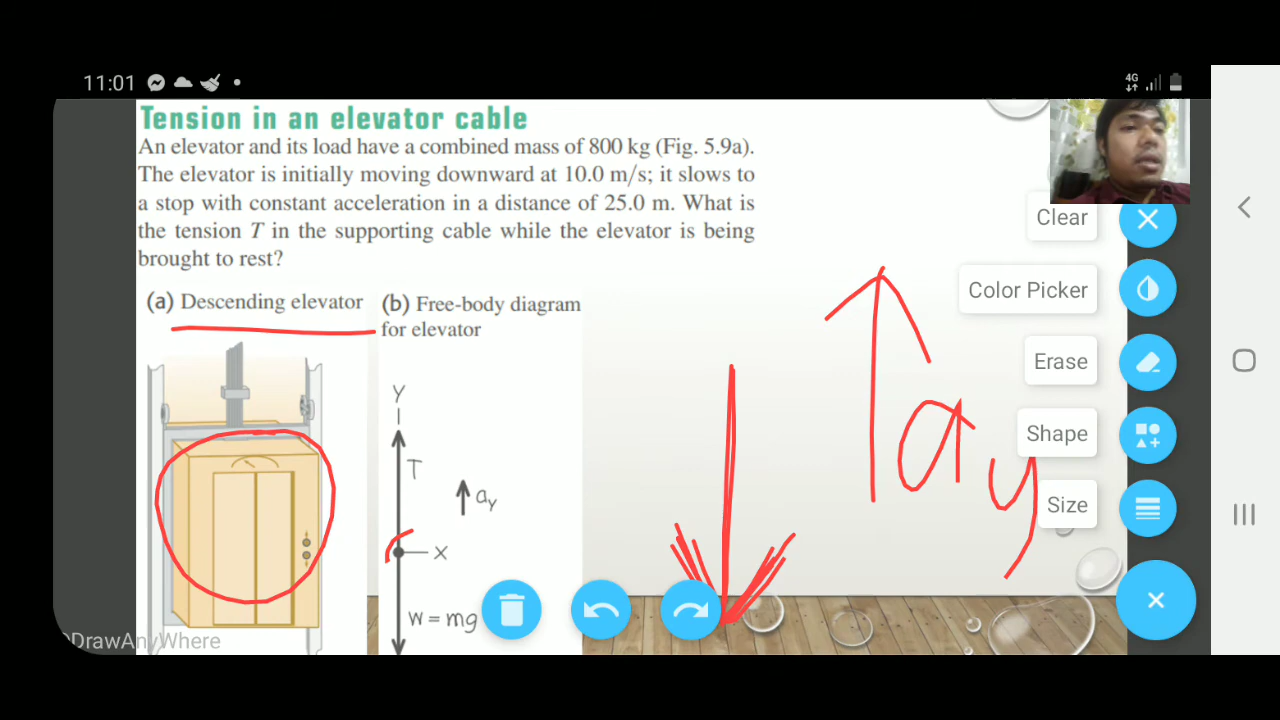 11:01
4G
Tension in an elevator cable
An elevator and its load have a combined mass of 800 kg (Fig. 5.9a).
The elevator is initially moving downward at 10.0 m/s; it slows to
a stop with constant acceleration in a distance of 25.0 m. What is
the tension T in the supporting cable while the elevator is being
brought to rest?
(a) Descending elevator
(b) Free-body diagram
for elevator
y
T
ay
x
w = mg
ay
Clear
Color Picker
Erase
Shape
Size
DrawAnyWhere